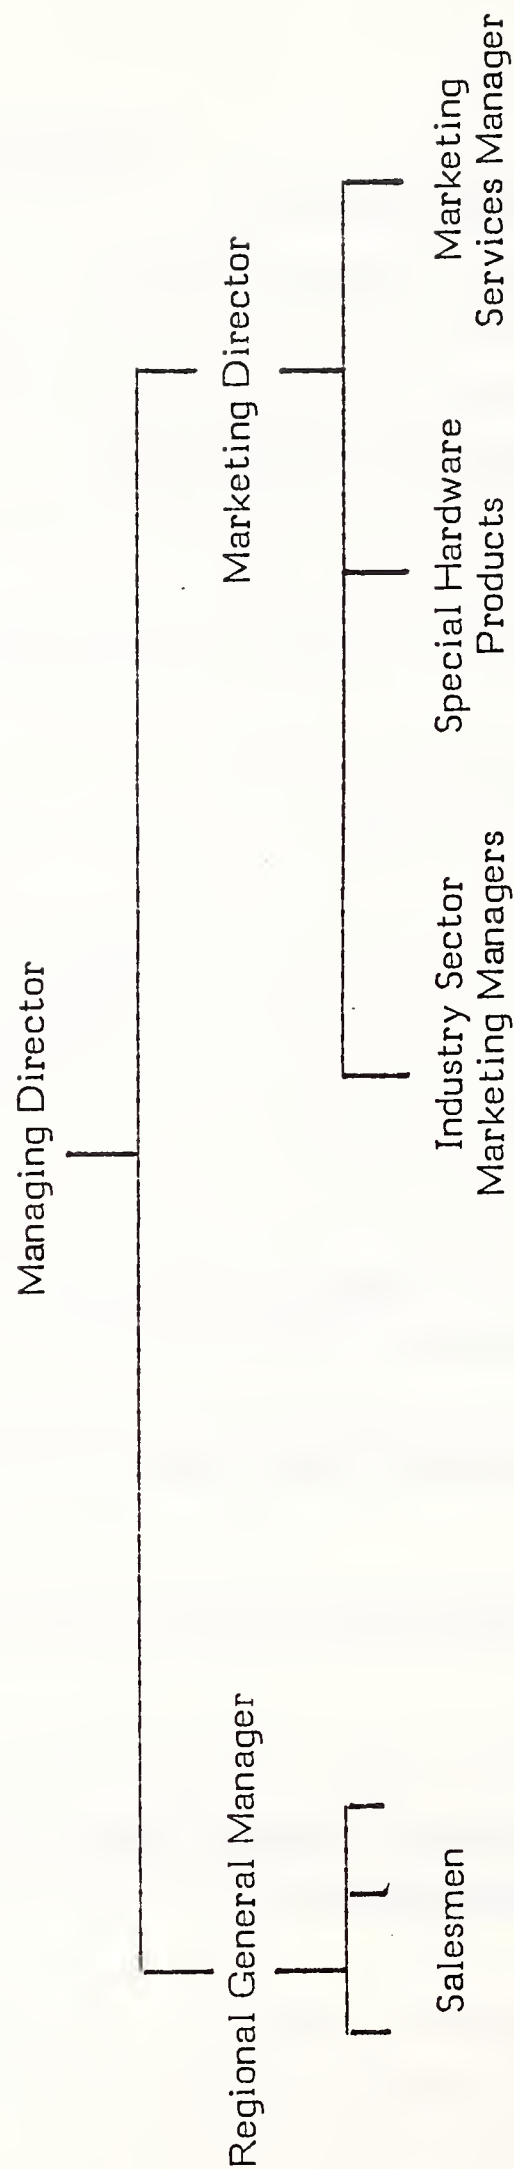 Managing Director
Regional General Manager
Marketing Director
Salesmen
Industry Sector
Marketing Managers
Special Hardware
Products
Marketing
Services Manager